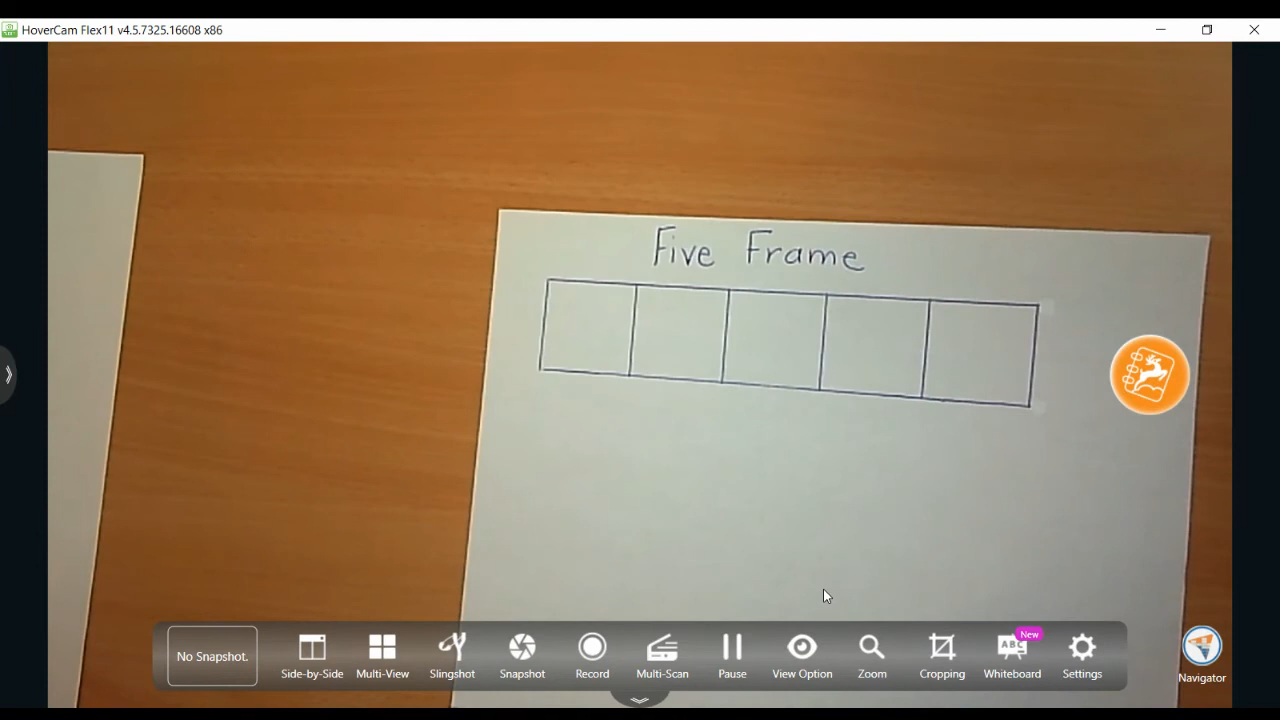 HoverCam Flex11 v4.5.7325.16608 x86
Five Frame
No Snapshot.
Side-by-Side
Multi-View
Slingshot
Snapshot
Record
Multi-Scan
Pause
View Option
Zoom
Cropping
ABC
New
Whiteboard
Settings
Navigator